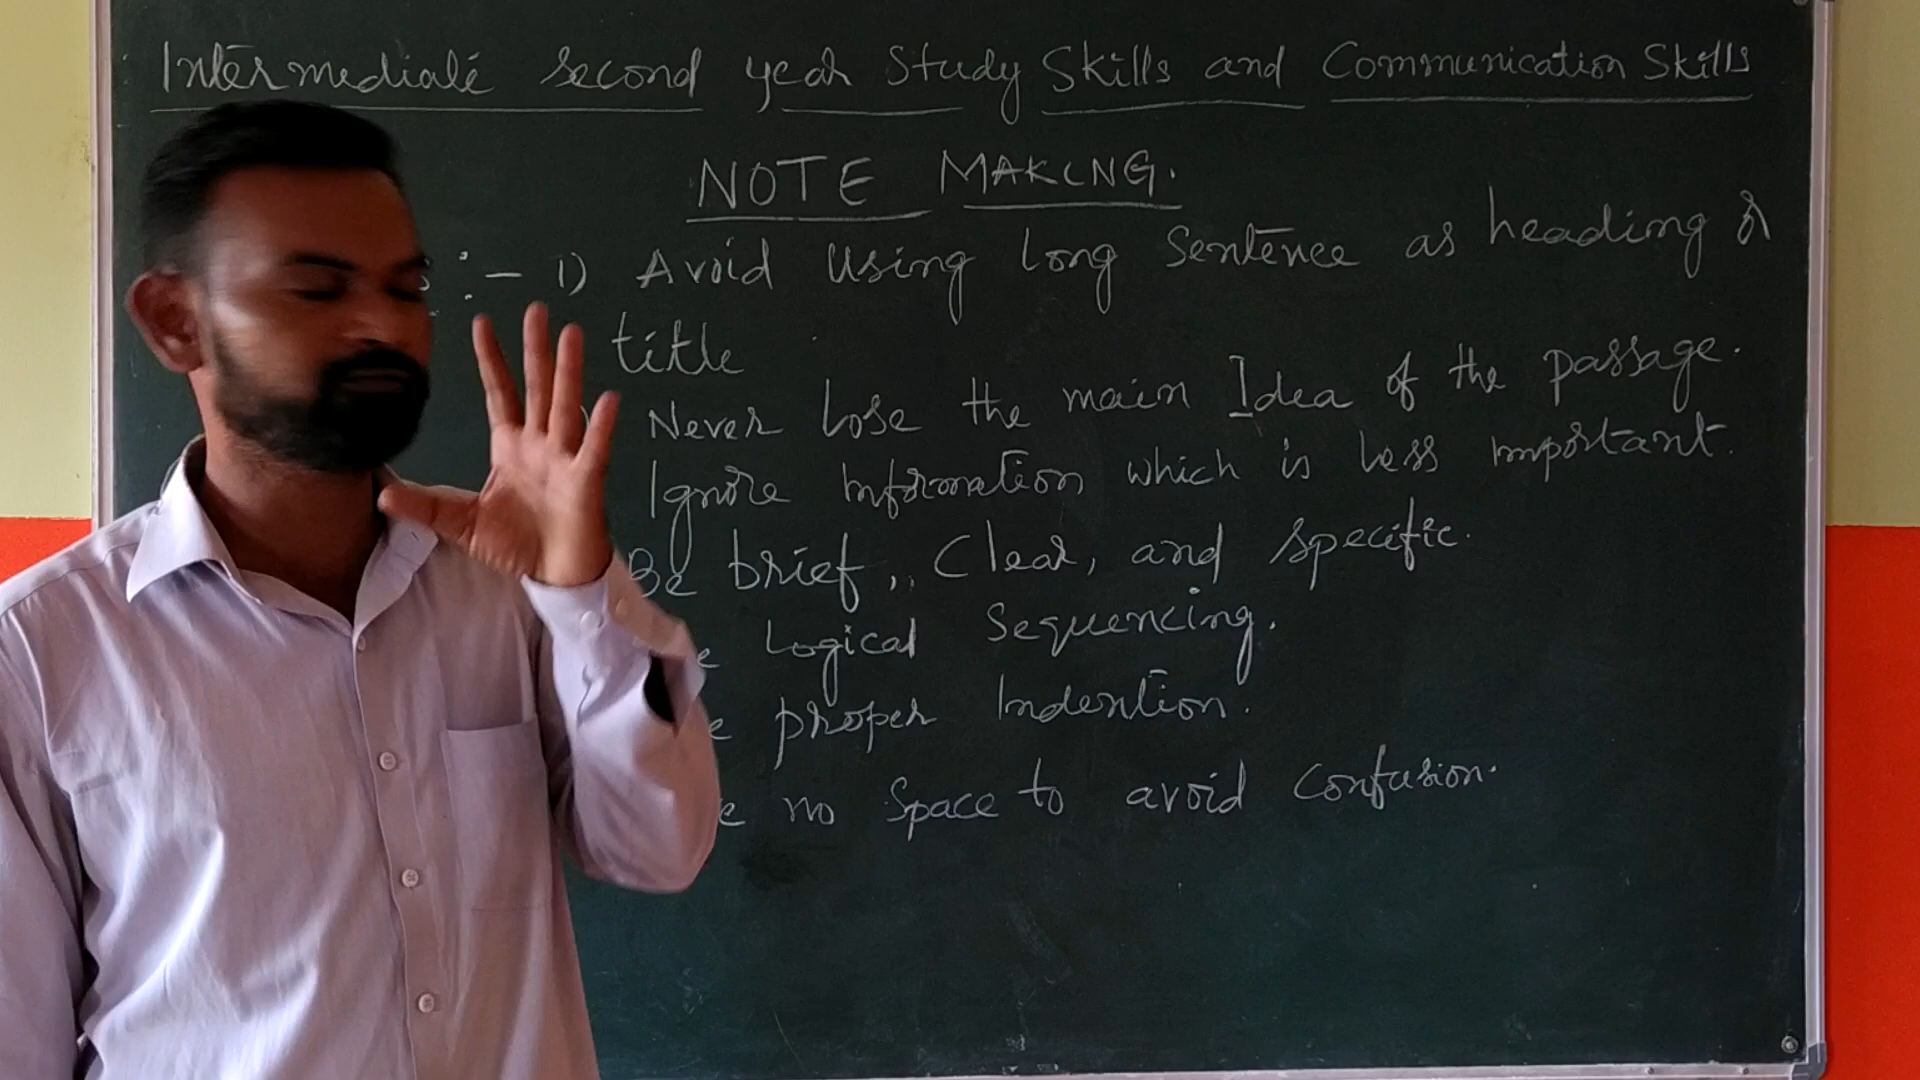 Intermediate second year Study Skills and Communication Skills
NOTE MAKING.
:- 1) Avoid Using long Sentence as heading or
title
Never lose the main Idea of the passage.
Ignore Information which is less important.
Be brief, Clear, and specific.
Logical Sequencing.
proper Indention.
no Space to avoid confusion.